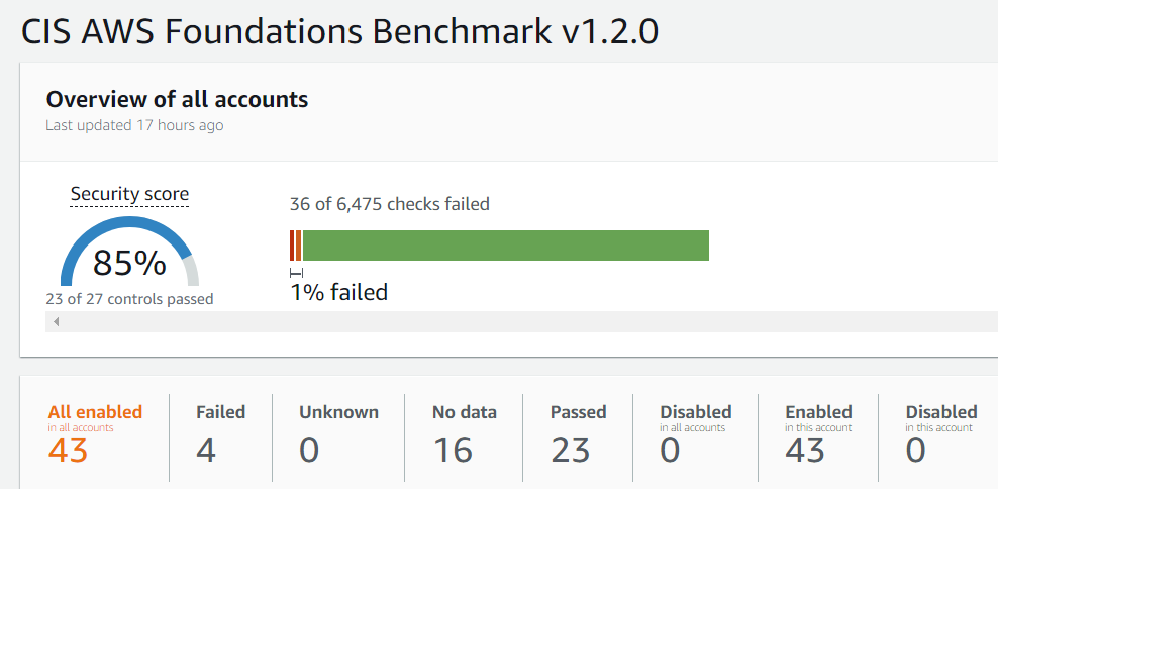 CIS AWS Foundations Benchmark v1.2.0
Overview of all accounts
Last updated 17 hours ago
Security score
85%
23 of 27 controls passed
36 of 6,475 checks failed
1% failed
All enabled
in all accounts
43
Failed
4
Unknown
0
No data
16
Passed
23
Disabled
in all accounts
0
Enabled
in this account
43
Disabled
in this account
0